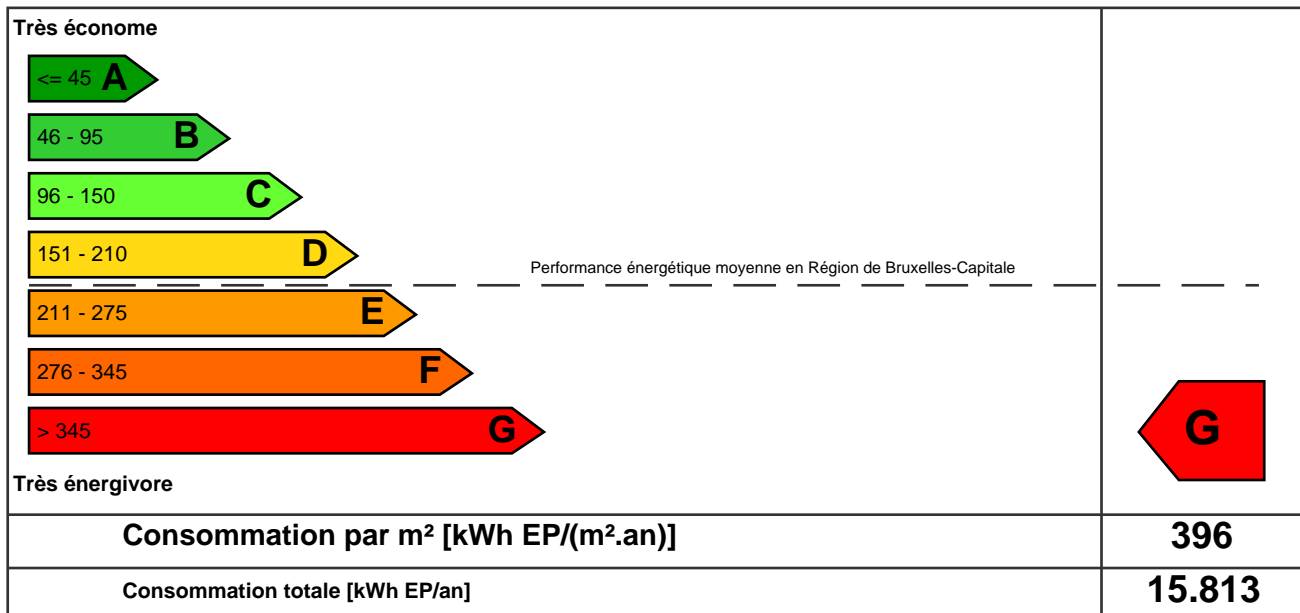 Très économe
<= 45 A
46 - 95 B
96 - 150 C
151 - 210 D
Performance énergétique moyenne en Région de Bruxelles-Capitale
211 - 275 E
276 - 345 F
> 345 G
G
Très énergivore
Consommation par m² [kWh EP/(m².an)] 396
Consommation totale [kWh EP/an] 15.813